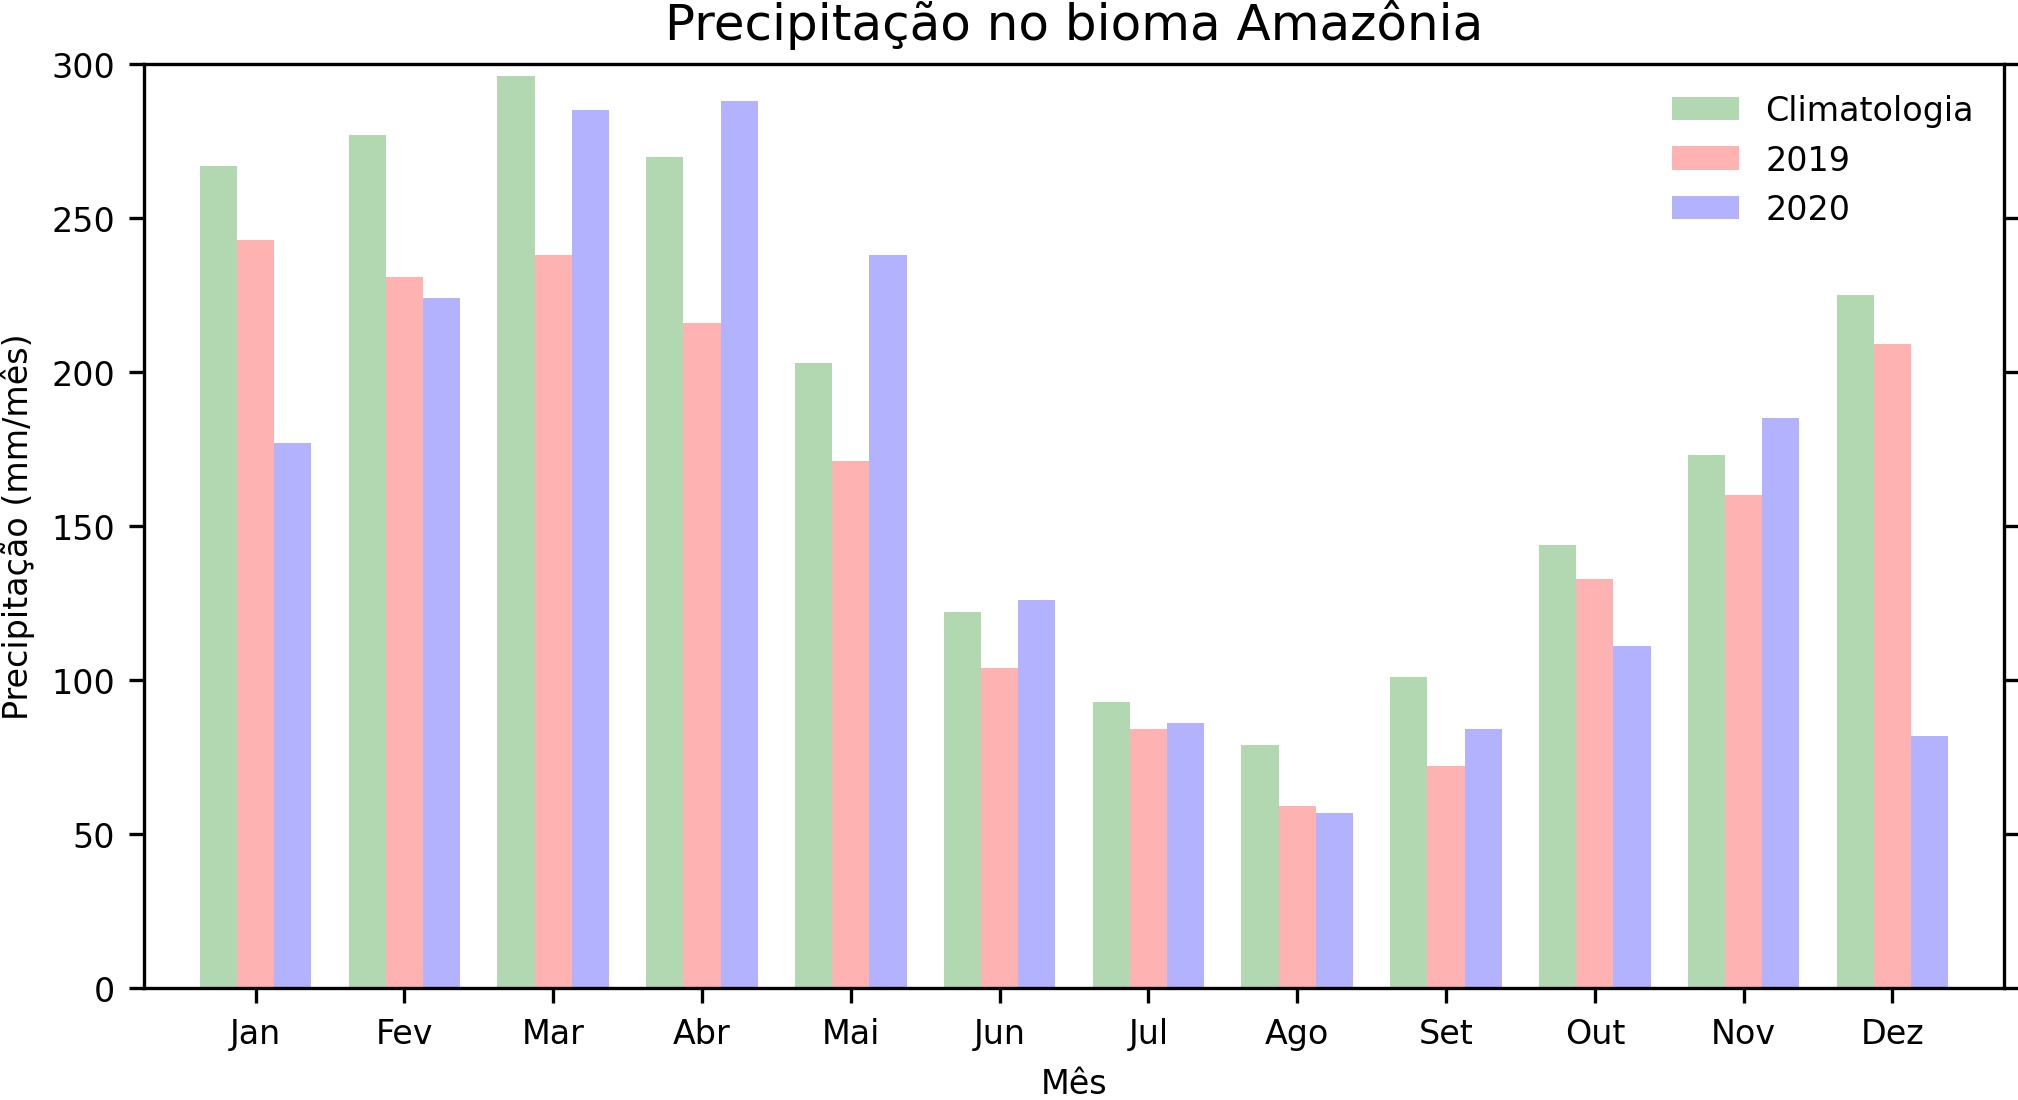 Precipitação no bioma Amazônia
Climatologia
2019
2020
Precipitação (mm/mês)
300
250
200
150
100
50
0
Jan Fev Mar Abr Mai Jun Jul Ago Set Out Nov Dez
Mês